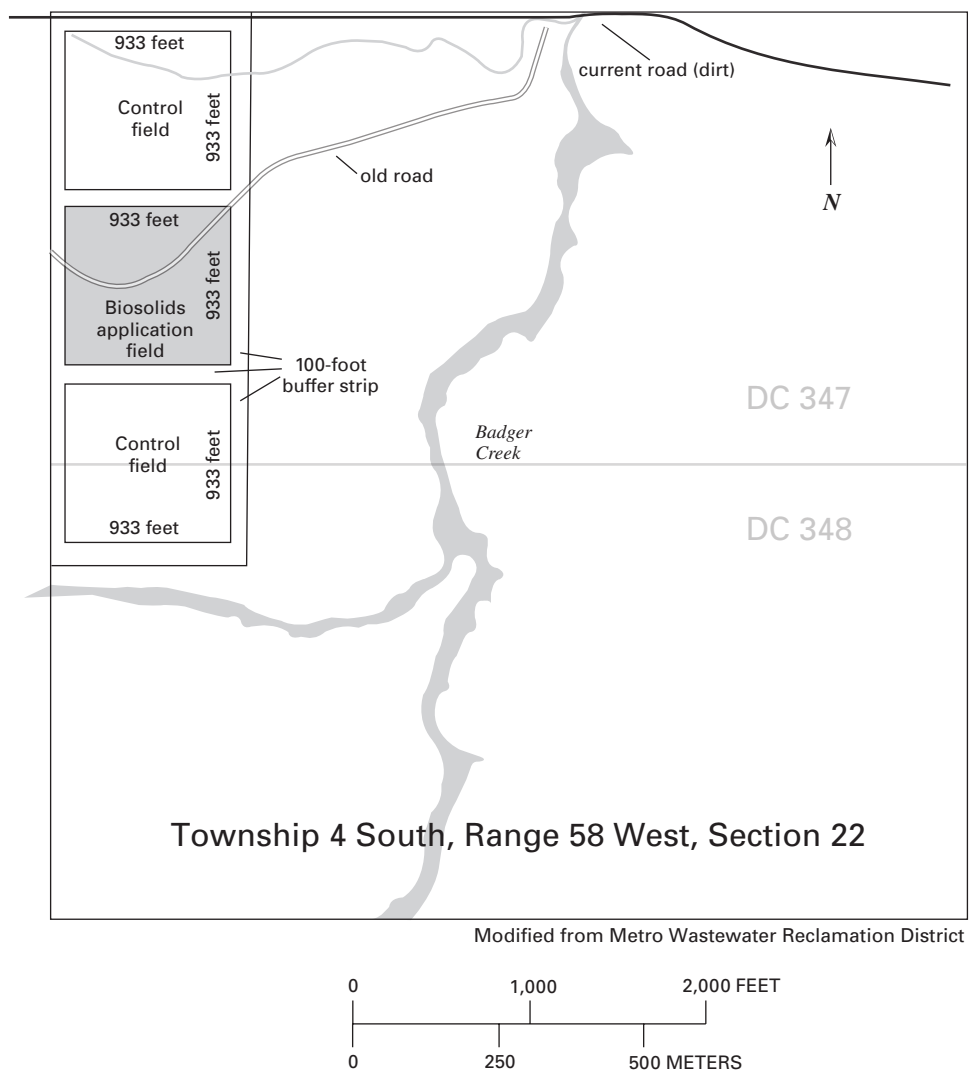 933 feet
Control
field
933 feet
current road (dirt)
old road
N
933 feet
933 feet
Biosolids
application
field
100-foot
buffer strip
DC 347
Badger
Creek
Control
field
933 feet
933 feet
DC 348
Township 4 South, Range 58 West, Section 22
Modified from Metro Wastewater Reclamation District
0 1,000 2,000 FEET
0 250 500 METERS